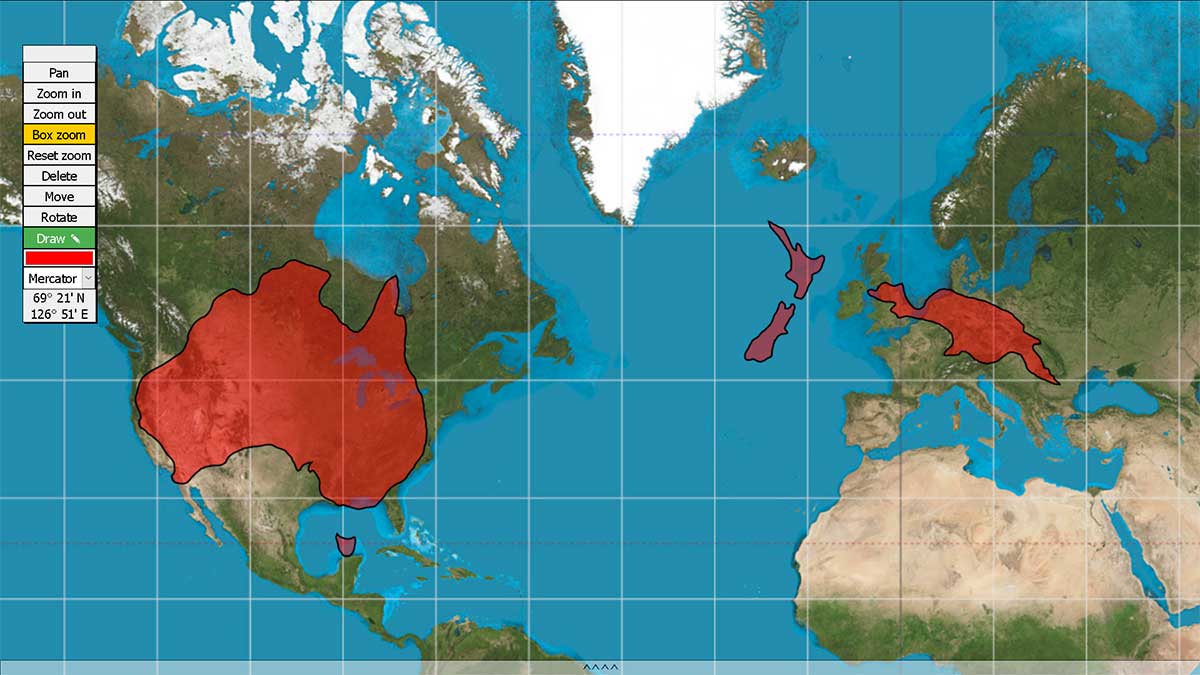 Pan
Zoom in
Zoom out
Box zoom
Reset zoom
Delete
Move
Rotate
Draw
Mercator
69° 21' N
126° 51' E
^^^^